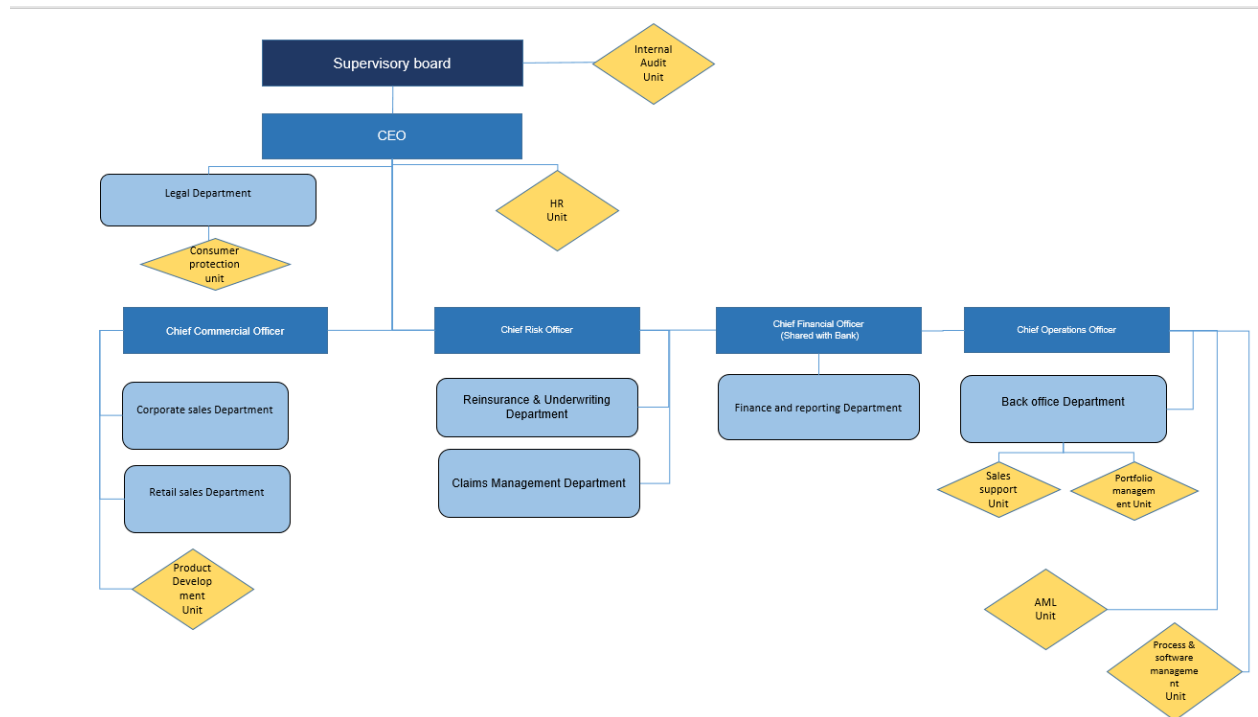 Supervisory board
Internal
Audit
Unit
CEO
Legal Department
HR
Unit
Consumer
protection
unit
Chief Commercial Officer
Chief Risk Officer
Chief Financial Officer
(Shared with Bank)
Chief Operations Officer
Corporate sales Department
Reinsurance & Underwriting
Department
Finance and reporting Department
Back office Department
Retail sales Department
Claims Management Department
Sales
support
Unit
Portfolio
managem
ent Unit
Product
Develop
ment
Unit
AML
Unit
Process &
software
manageme
nt
Unit